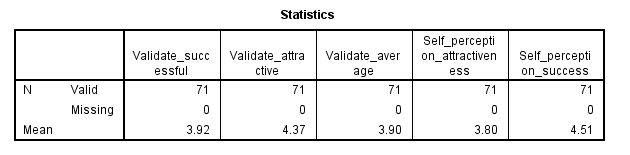 Statistics
Validate_succ
essful
Validate_attra
ctive
Validate_aver
age
Self_percepti
on_attractiven
ess
Self_percepti
on_success
N Valid 71 71 71 71 71
Missing 0 0 0 0 0
Mean 3.92 4.37 3.90 3.80 4.51